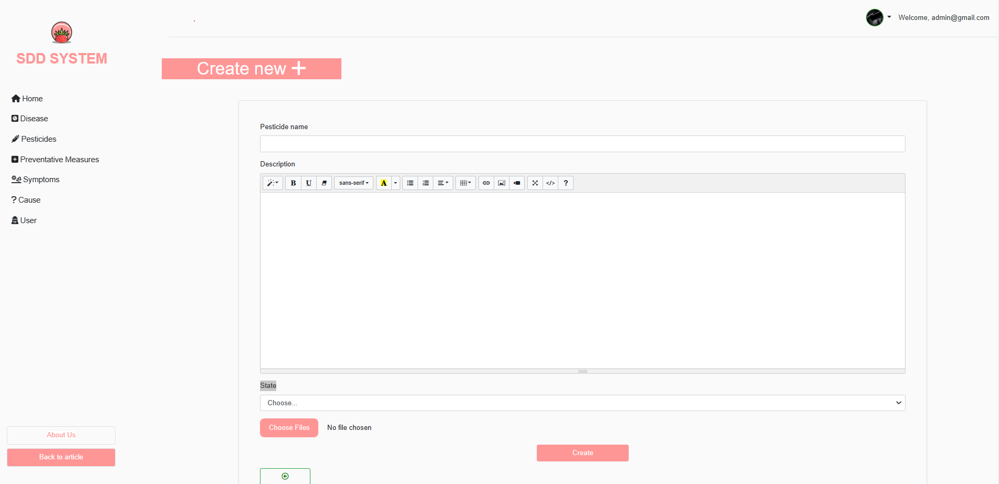 Welcome, admin@gmail.com
SDD SYSTEM
Create new
Home
Disease
Pesticides
Preventative Measures
Symptoms
? Cause
User
About Us
Back to article
Pesticide name
Description
B U sans-serif A </> ?
State
Choose...
Choose Files No file chosen
Create